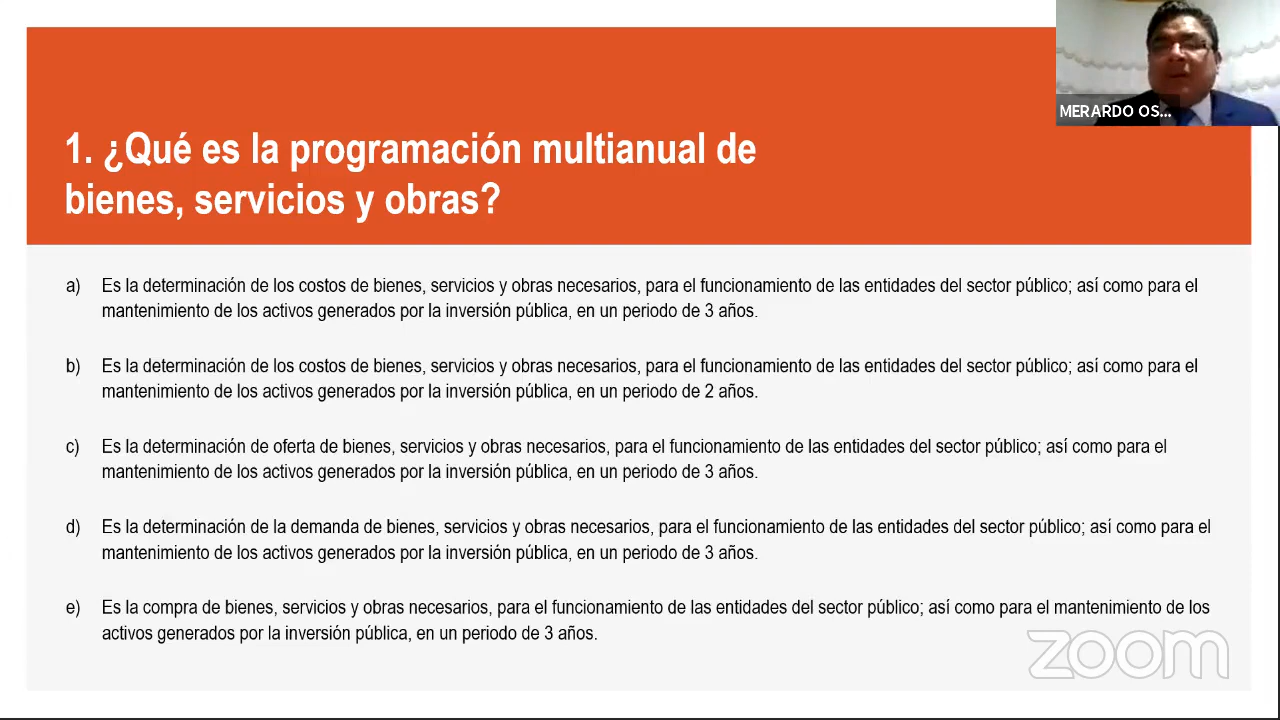 MERARDO OS...
1. ¿Qué es la programación multianual de
bienes, servicios y obras?
a) Es la determinación de los costos de bienes, servicios y obras necesarios, para el funcionamiento de las entidades del sector público; así como para el
mantenimiento de los activos generados por la inversión pública, en un periodo de 3 años.
b) Es la determinación de los costos de bienes, servicios y obras necesarios, para el funcionamiento de las entidades del sector público; así como para el
mantenimiento de los activos generados por la inversión pública, en un periodo de 2 años.
c) Es la determinación de oferta de bienes, servicios y obras necesarios, para el funcionamiento de las entidades del sector público; así como para el
mantenimiento de los activos generados por la inversión pública, en un periodo de 3 años.
d) Es la determinación de la demanda de bienes, servicios y obras necesarios, para el funcionamiento de las entidades del sector público; así como para el
mantenimiento de los activos generados por la inversión pública, en un periodo de 3 años.
e) Es la compra de bienes, servicios y obras necesarios, para el funcionamiento de las entidades del sector público; así como para el mantenimiento de los
activos generados por la inversión pública, en un periodo de 3 años.
zoom